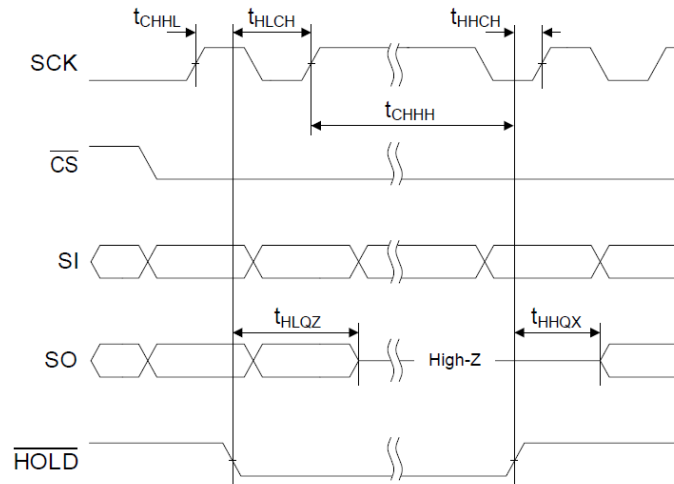 tCHHL tHLCH tHHCH
SCK
tCHHH
CS
SI
tHLQZ tHHQX
SO High-Z
HOLD